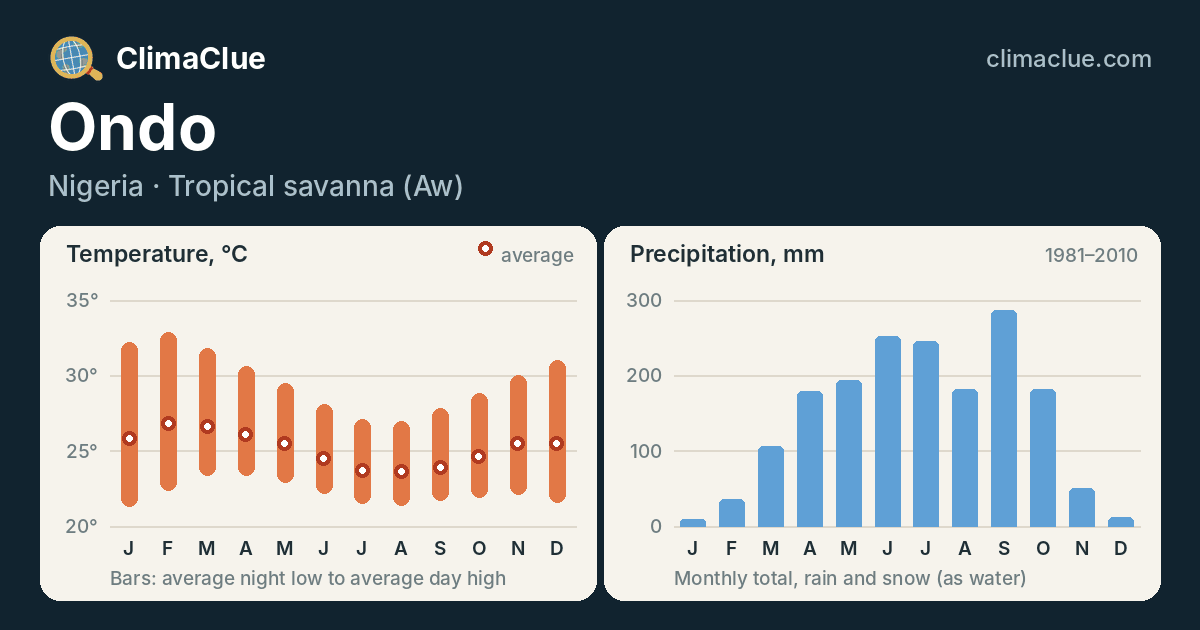 ClimaClue
climaclue.com
Ondo
Nigeria · Tropical savanna (Aw)
Temperature, °C
average
35°
30°
25°
20°
J F M A M J J A S O N D
Bars: average night low to average day high
Precipitation, mm
1981–2010
300
200
100
0
J F M A M J J A S O N D
Monthly total, rain and snow (as water)